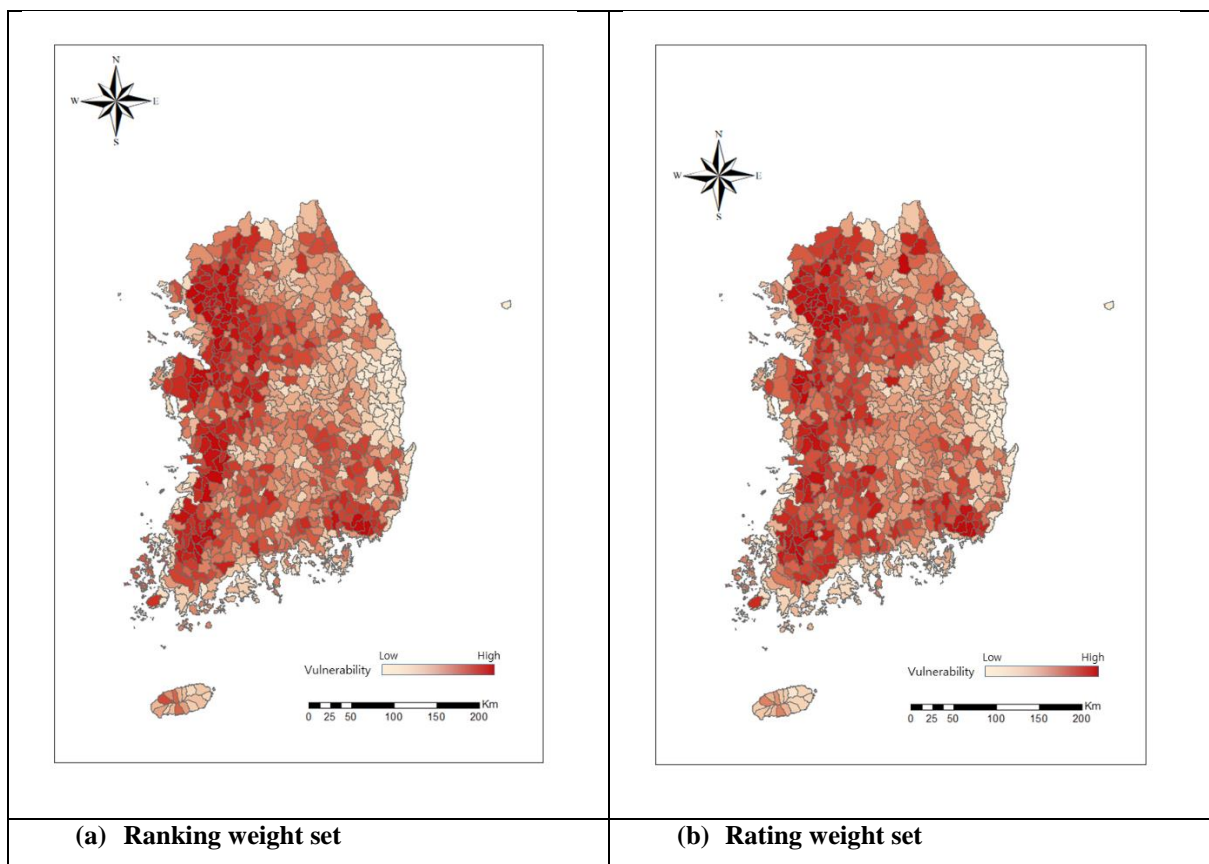 N
W E
S
Low High
Vulnerability
Km
0 25 50 100 150 200
(a) Ranking weight set
N
W E
S
Low High
Vulnerability
Km
0 25 50 100 150 200
(b) Rating weight set